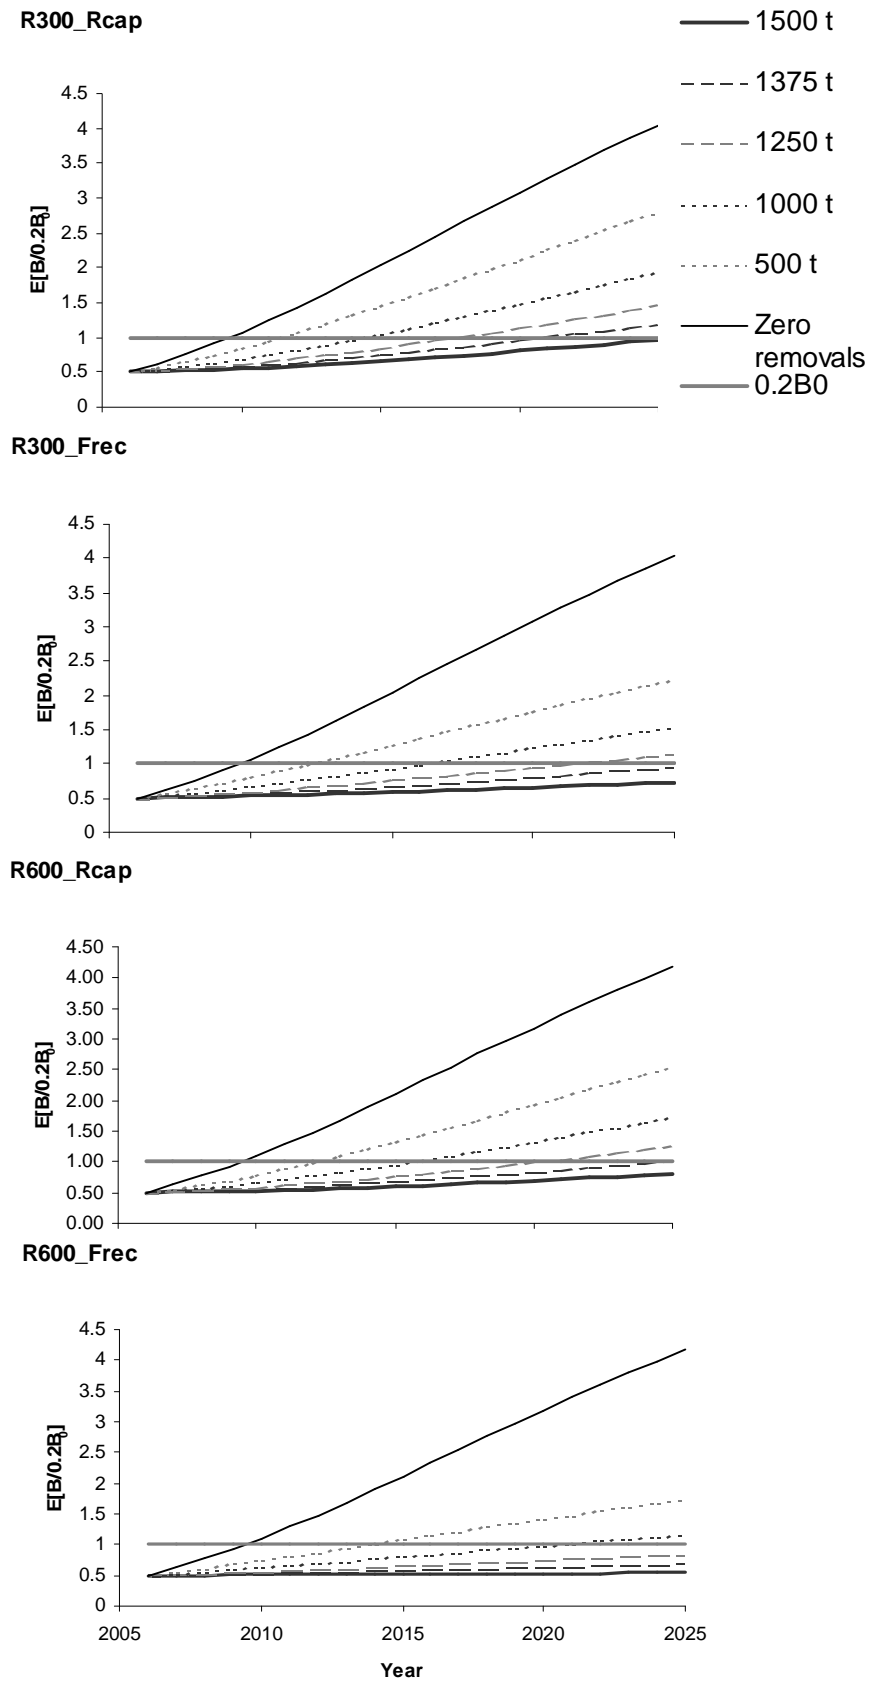 R300_Rcap
1500 t
1375 t
1250 t
1000 t
500 t
Zero
removals
0.2B0
4.5
4
3.5
3
2.5
2
1.5
1
0.5
0
E[B/0.2B0]
R300_Frec
4.5
4
3.5
3
2.5
2
1.5
1
0.5
0
E[B/0.2B0]
R600_Rcap
4.50
4.00
3.50
3.00
2.50
2.00
1.50
1.00
0.50
0.00
E[B/0.2B0]
R600_Frec
4.5
4
3.5
3
2.5
2
1.5
1
0.5
0
E[B/0.2B0]
2005 2010 2015 2020 2025
Year